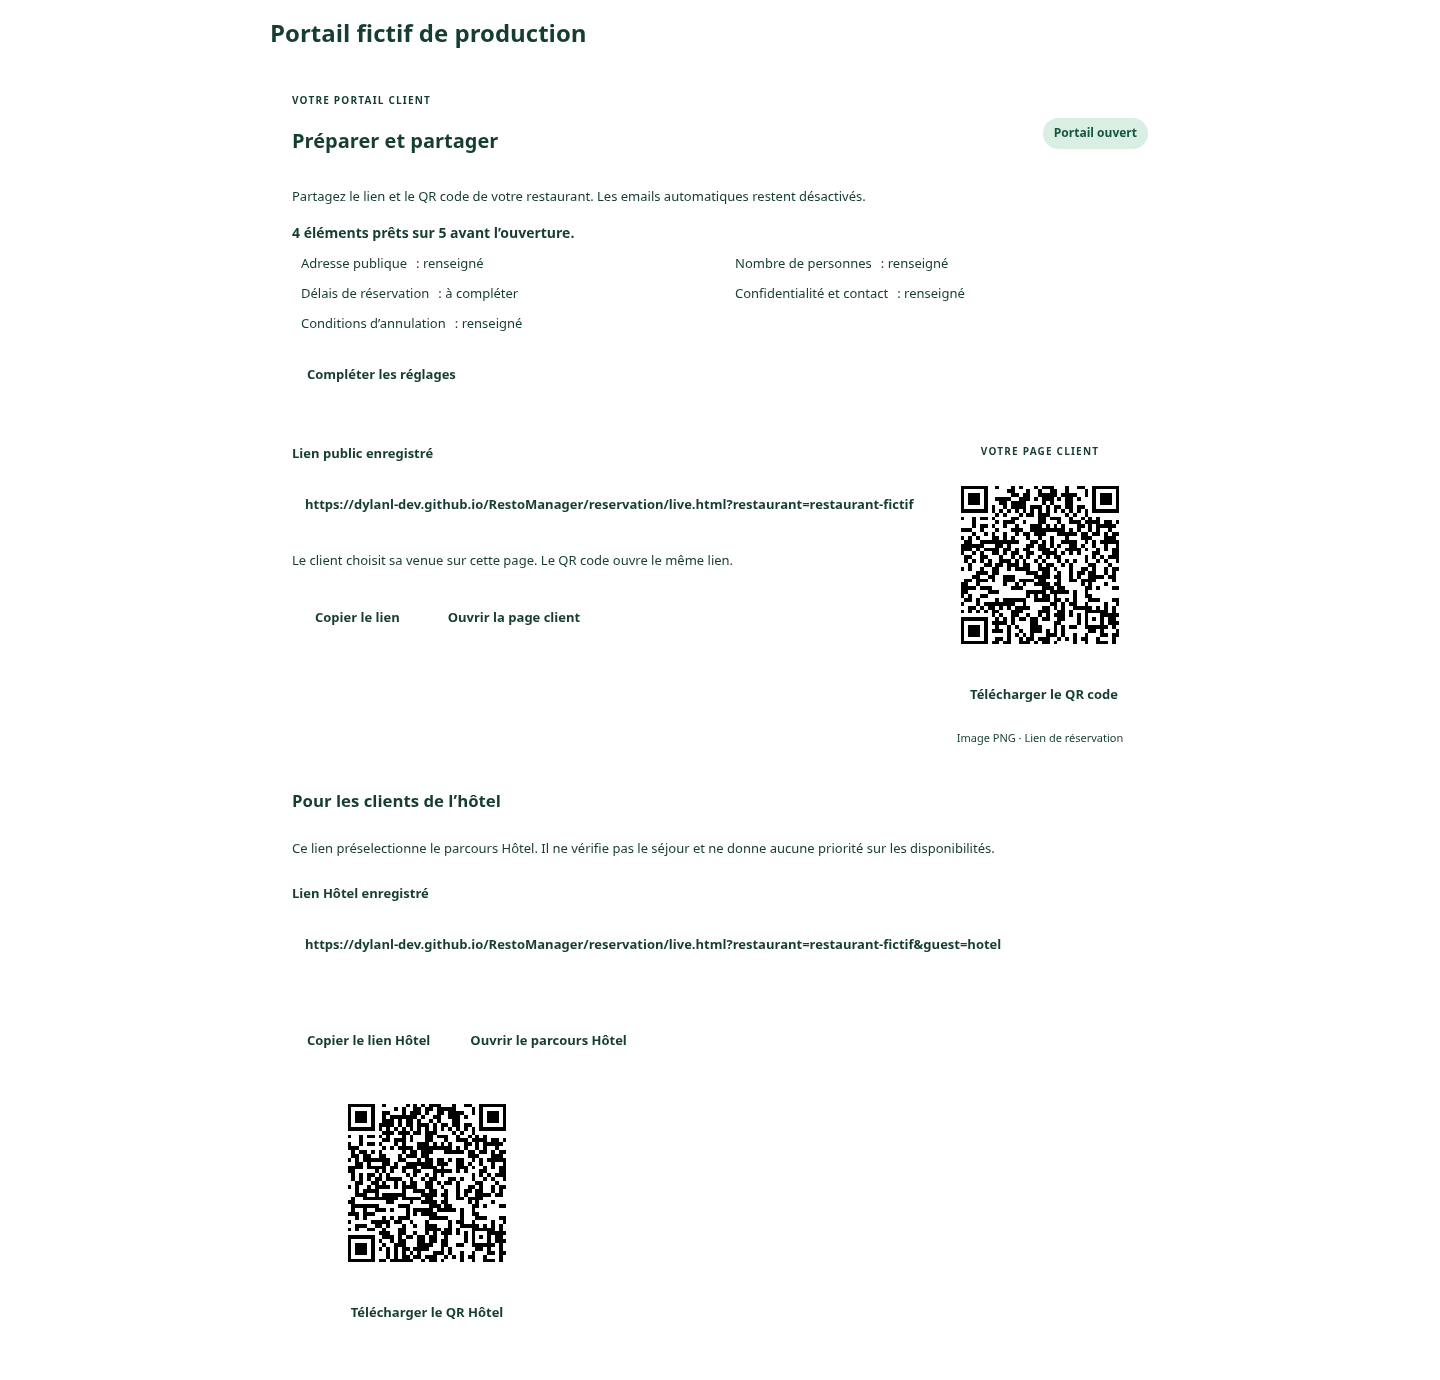 Portail fictif de production
VOTRE PORTAIL CLIENT
Préparer et partager
Portail ouvert
Partagez le lien et le QR code de votre restaurant. Les emails automatiques restent désactivés.
4 éléments prêts sur 5 avant l’ouverture.
Adresse publique : renseigné
Nombre de personnes : renseigné
Délais de réservation : à compléter
Confidentialité et contact : renseigné
Conditions d’annulation : renseigné
Compléter les réglages
Lien public enregistré
https://dylanl-dev.github.io/RestoManager/reservation/live.html?restaurant=restaurant-fictif
Le client choisit sa venue sur cette page. Le QR code ouvre le même lien.
Copier le lien
Ouvrir la page client
VOTRE PAGE CLIENT
Télécharger le QR code
Image PNG · Lien de réservation
Pour les clients de l’hôtel
Ce lien préselectionne le parcours Hôtel. Il ne vérifie pas le séjour et ne donne aucune priorité sur les disponibilités.
Lien Hôtel enregistré
https://dylanl-dev.github.io/RestoManager/reservation/live.html?restaurant=restaurant-fictif&guest=hotel
Copier le lien Hôtel
Ouvrir le parcours Hôtel
Télécharger le QR Hôtel